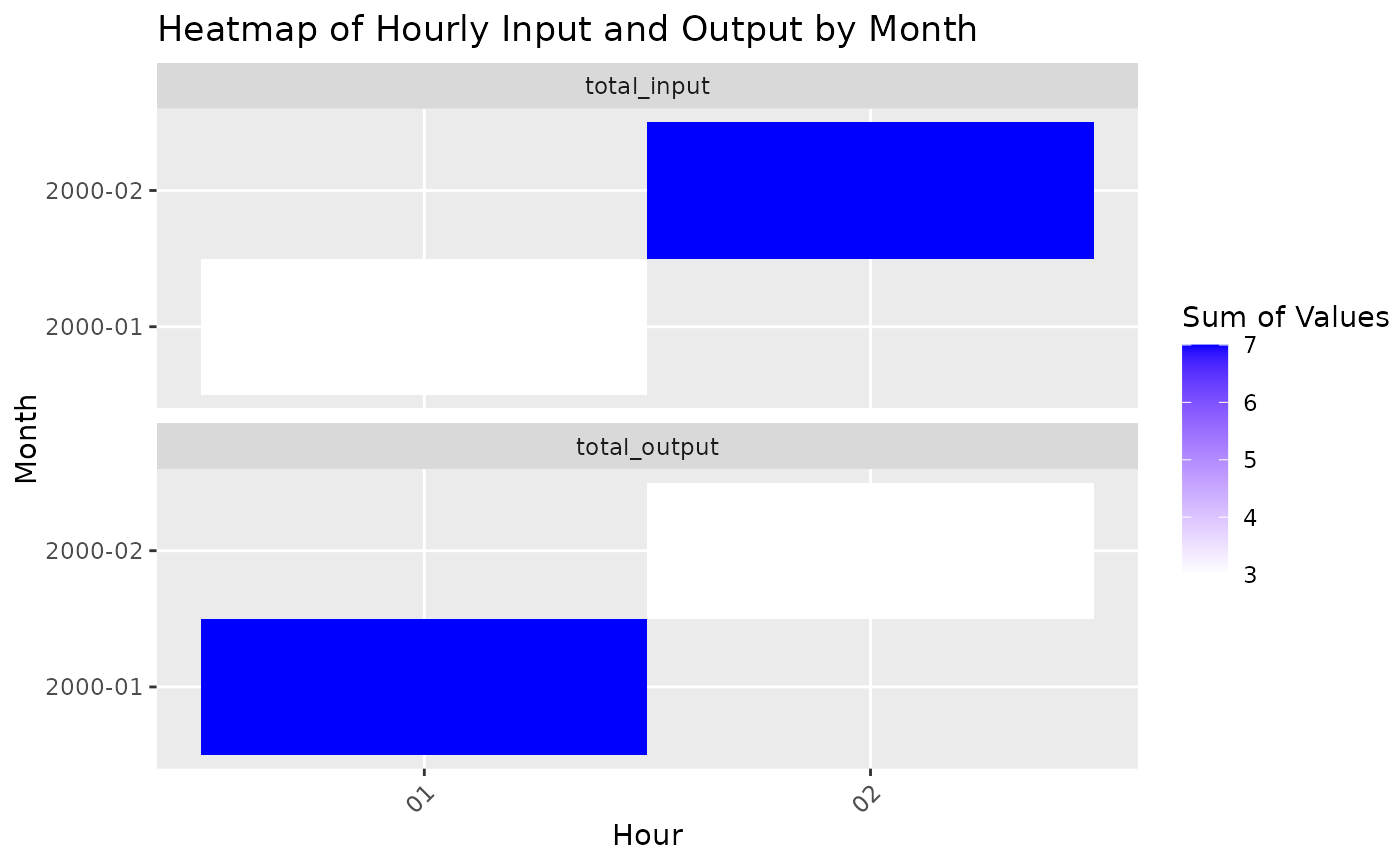 Heatmap of Hourly Input and Output by Month
total_input
2000-02
2000-01
total_output
2000-02
2000-01
01
02
Hour
Month
Sum of Values
7
6
5
4
3